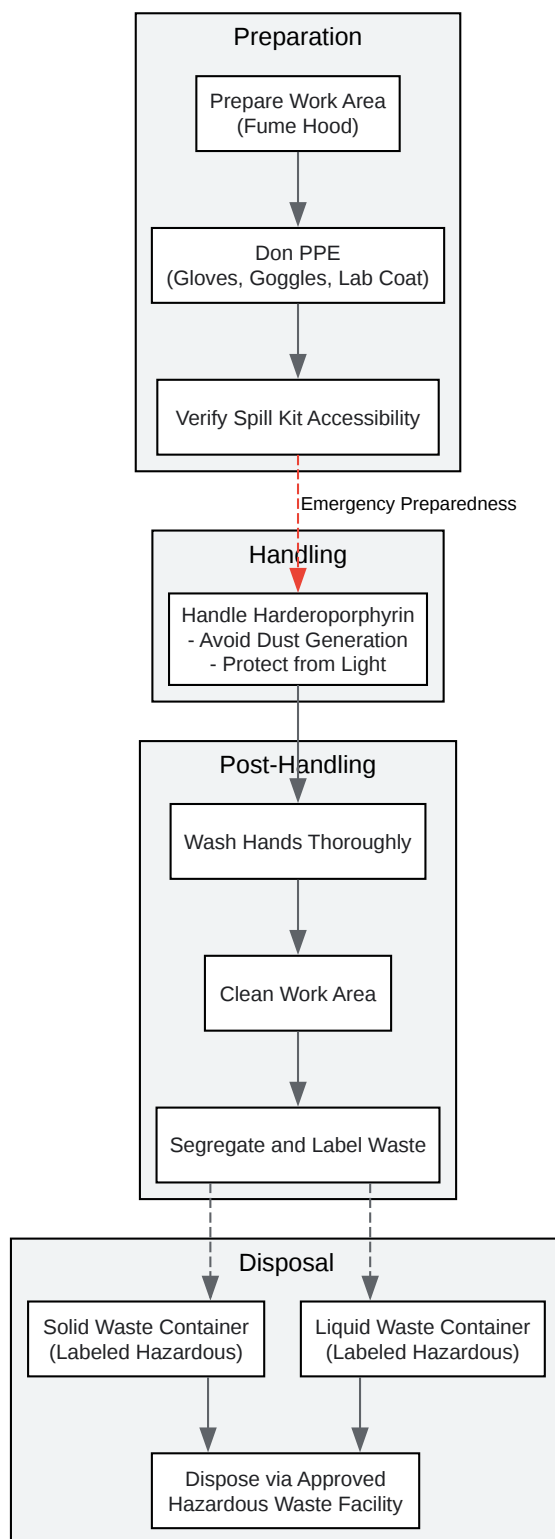 Preparation
Prepare Work Area
(Fume Hood)
Don PPE
(Gloves, Goggles, Lab Coat)
Verify Spill Kit Accessibility
Emergency Preparedness
Handling
Handle Harderoporphyrin
- Avoid Dust Generation
- Protect from Light
Post-Handling
Wash Hands Thoroughly
Clean Work Area
Segregate and Label Waste
Disposal
Solid Waste Container
(Labeled Hazardous)
Liquid Waste Container
(Labeled Hazardous)
Dispose via Approved
Hazardous Waste Facility